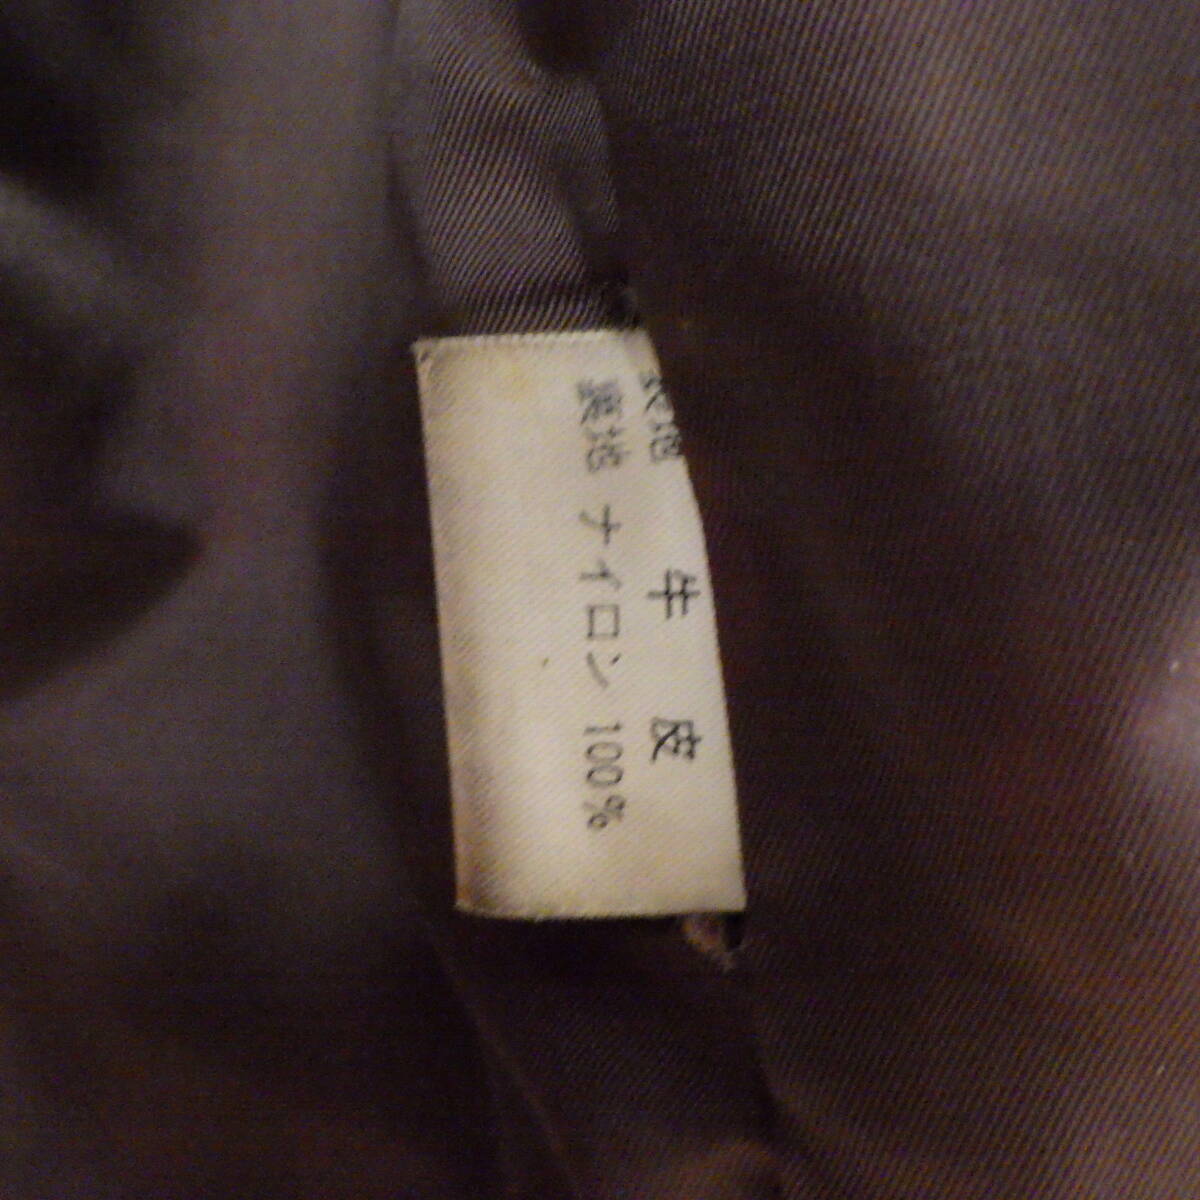 表地 牛皮
裏地 ナイロン 100%